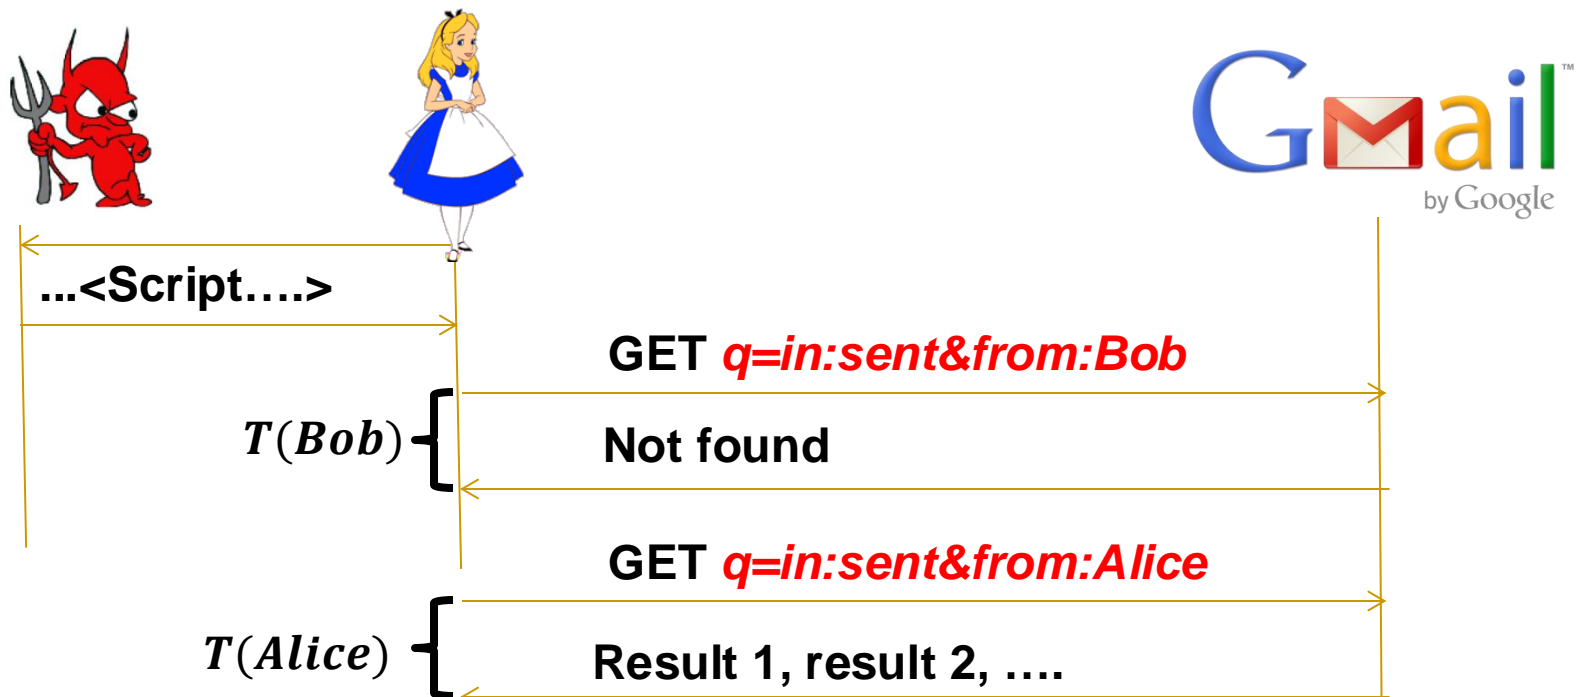 Gmail™
by Google
...<Script....>
GET q=in:sent&from:Bob
T(Bob)
Not found
GET q=in:sent&from:Alice
T(Alice)
Result 1, result 2, ....